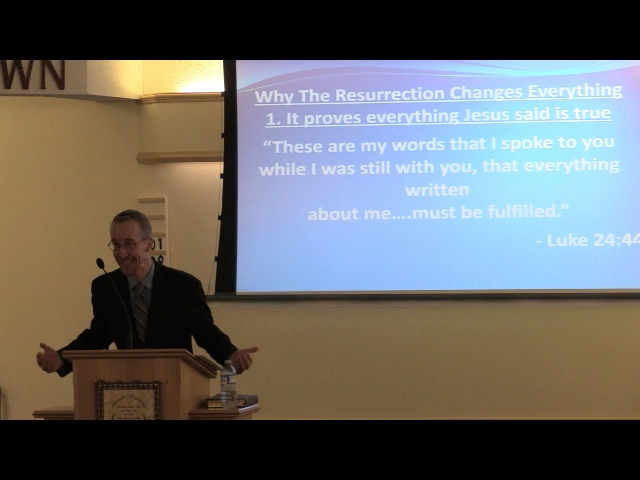 WN
Why The Resurrection Changes Everything
1. It proves everything Jesus said is true
“These are my words that I spoke to you
while I was still with you, that everything
written
about me….must be fulfilled.”
- Luke 24:44